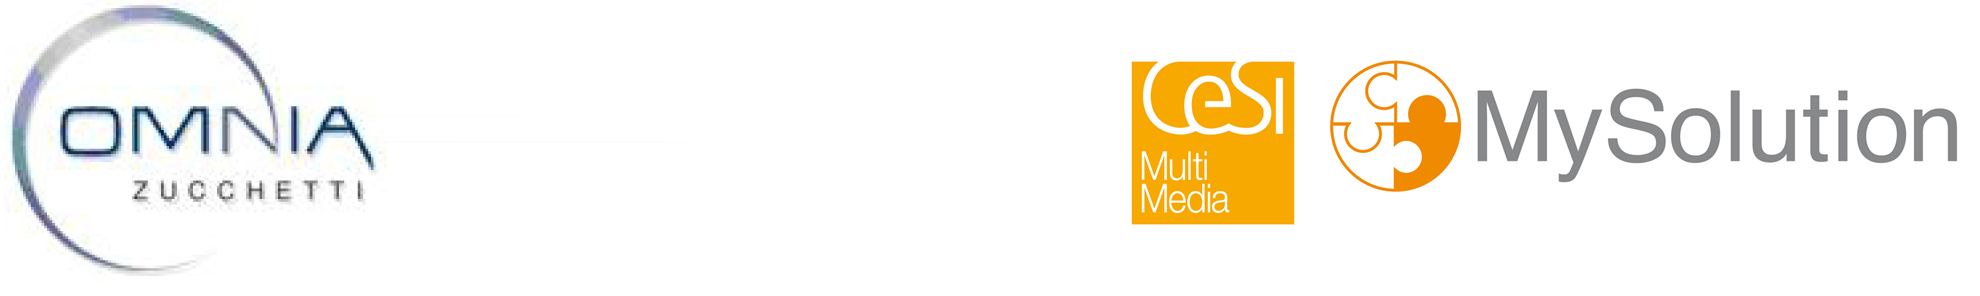 OMNIA
ZUCCHETTI
CeSI
Multi
Media
MySolution